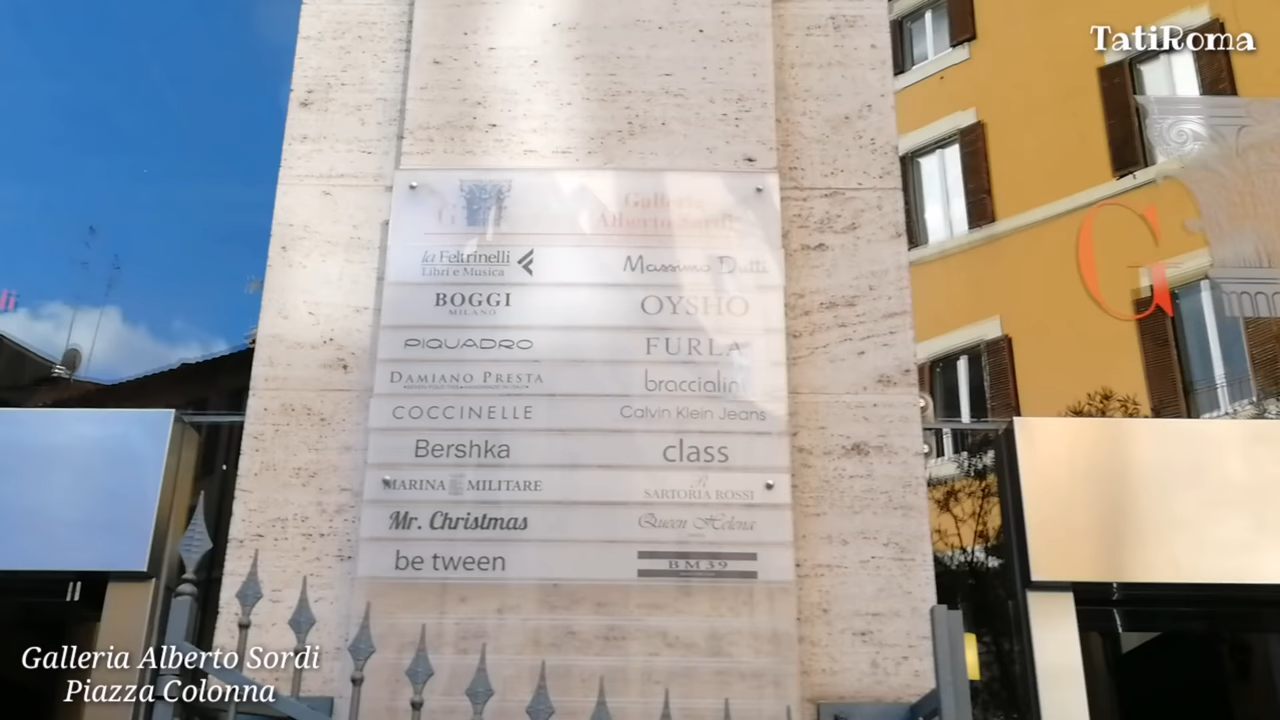 TatiRoma
G
Galleria
Alberto Sordi
G
li
la Feltrinelli
Libri e Musica
Massimo Dutti
BOGGI
MILANO
OYSHO
PIQUADRO
FURLA
DAMIANO PRESTA
braccialini
COCCINELLE
Calvin Klein Jeans
Bershka
class
MARINA MILITARE
R
SARTORIA ROSSI
Mr. Christmas
Queen Helena
be tween
BM39
Galleria Alberto Sordi
Piazza Colonna